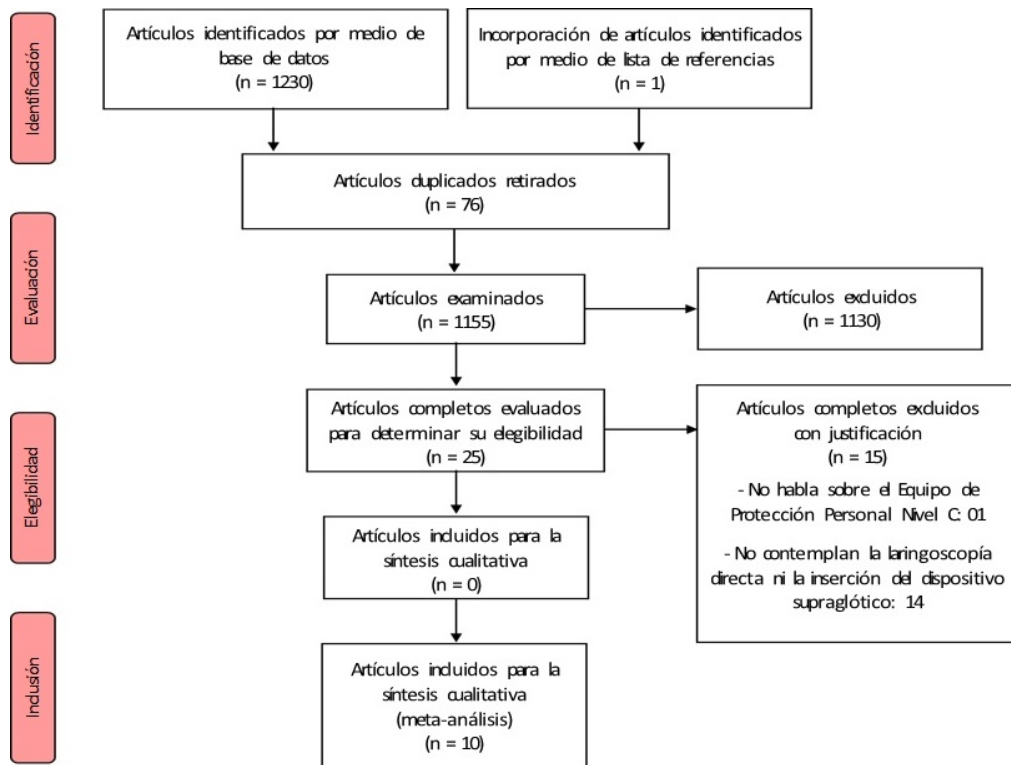 Identificación
Artículos identificados por medio de
base de datos
(n = 1230)
Incorporación de artículos identificados
por medio de lista de referencias
(n = 1)
Artículos duplicados retirados
(n = 76)
Evaluación
Artículos examinados
(n = 1155)
Artículos excluidos
(n = 1130)
Elegibilidad
Artículos completos evaluados
para determinar su elegibilidad
(n = 25)
Artículos completos excluidos
con justificación
(n = 15)
- No habla sobre el Equipo de
Protección Personal Nivel C: 01
- No contemplan la laringoscopía
directa ni la inserción del dispositivo
supraglótico: 14
Artículos incluidos para la
síntesis cualitativa
(n = 0)
Inclusión
Artículos incluidos para la
síntesis cualitativa
(meta-análisis)
(n = 10)